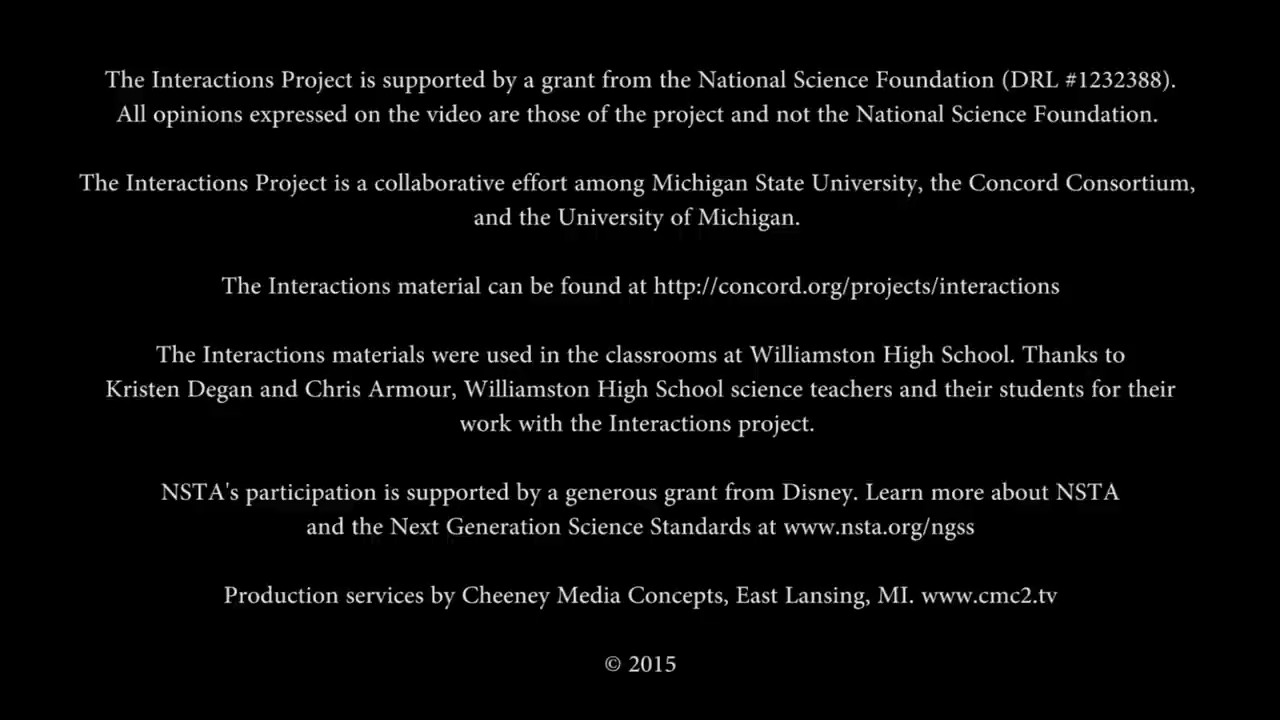 The Interactions Project is supported by a grant from the National Science Foundation (DRL #1232388).
All opinions expressed on the video are those of the project and not the National Science Foundation.
The Interactions Project is a collaborative effort among Michigan State University, the Concord Consortium,
and the University of Michigan.
The Interactions material can be found at http://concord.org/projects/interactions
The Interactions materials were used in the classrooms at Williamston High School. Thanks to
Kristen Degan and Chris Armour, Williamston High School science teachers and their students for their
work with the Interactions project.
NSTA's participation is supported by a generous grant from Disney. Learn more about NSTA
and the Next Generation Science Standards at www.nsta.org/ngss
Production services by Cheeney Media Concepts, East Lansing, MI. www.cmc2.tv
© 2015